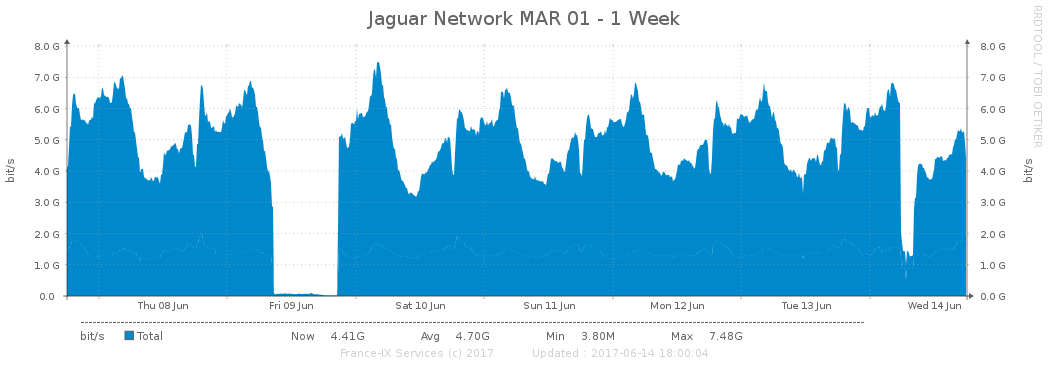 Jaguar Network MAR 01 - 1 Week
RRDTOOL / TOBI OETIKER
bit/s
8.0 G
7.0 G
6.0 G
5.0 G
4.0 G
3.0 G
2.0 G
1.0 G
0.0
8.0 G
7.0 G
6.0 G
5.0 G
4.0 G
3.0 G
2.0 G
1.0 G
0.0 G
bit/s
Thu 08 Jun Fri 09 Jun Sat 10 Jun Sun 11 Jun Mon 12 Jun Tue 13 Jun Wed 14 Jun
bit/s Total Now 4.41G Avg 4.70G Min 3.80M Max 7.48G
France-IX Services (c) 2017 Updated : 2017-06-14 18:00:04